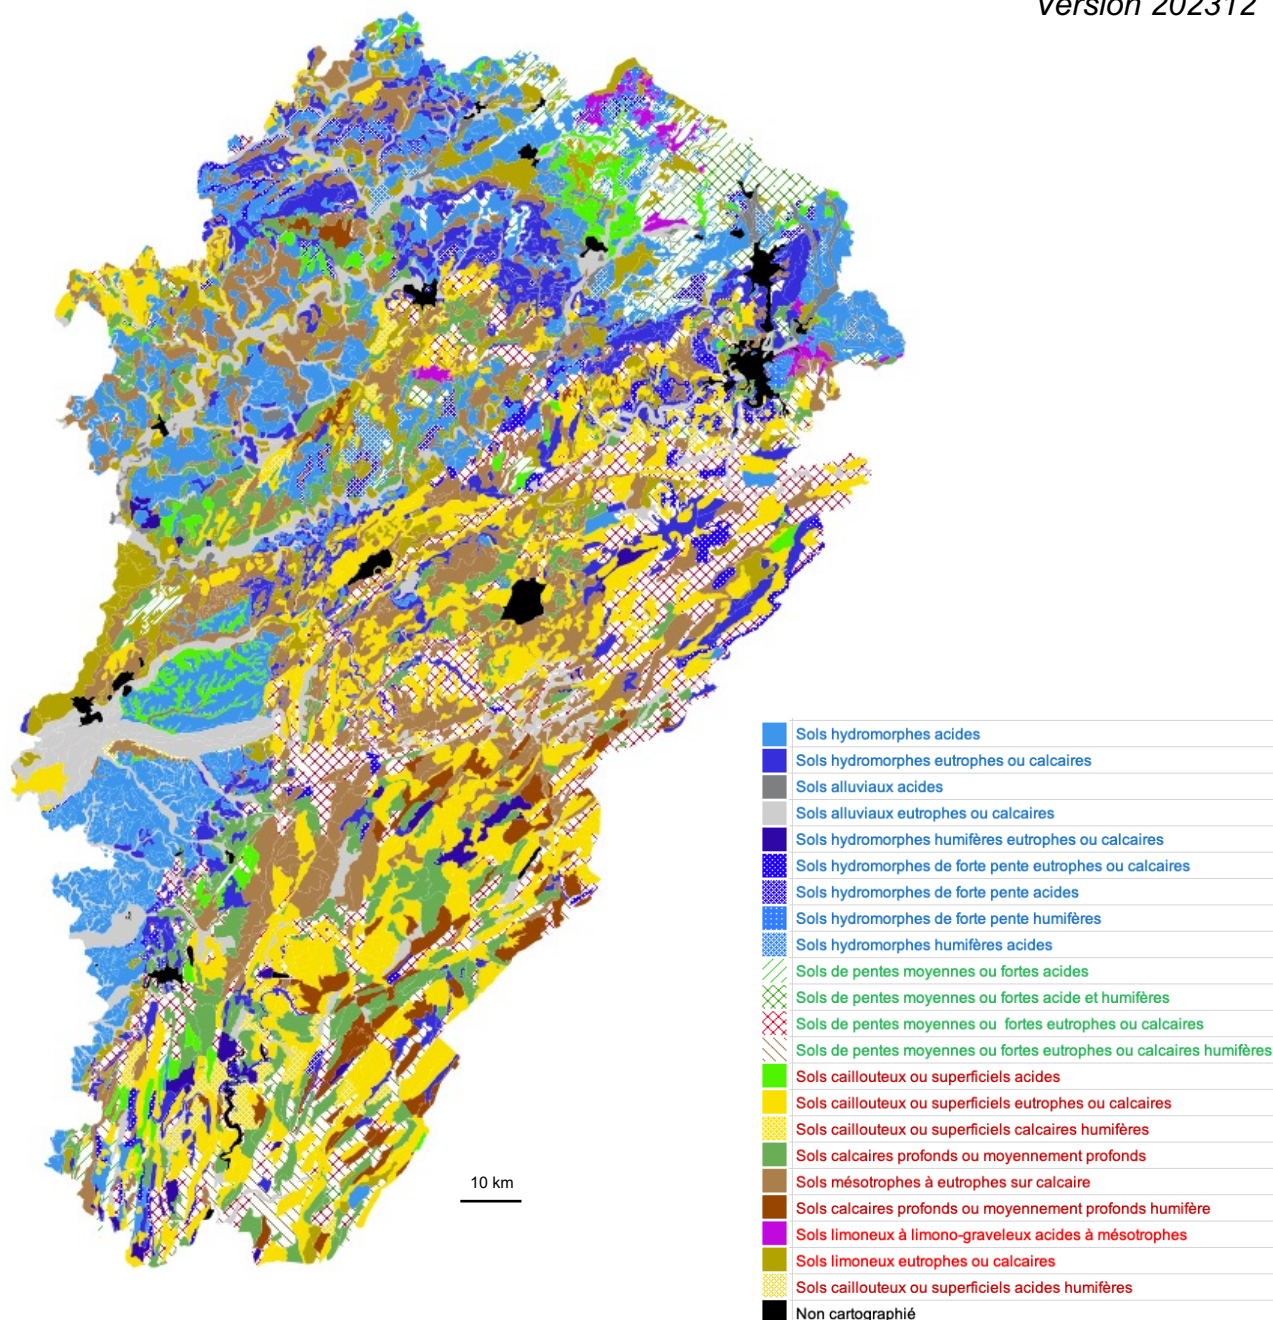 Version 202312
Sols hydromorphes acides
Sols hydromorphes eutrophes ou calcaires
Sols alluviaux acides
Sols alluviaux eutrophes ou calcaires
Sols hydromorphes humifères eutrophes ou calcaires
Sols hydromorphes de forte pente eutrophes ou calcaires
Sols hydromorphes de forte pente acides
Sols hydromorphes de forte pente humifères
Sols hydromorphes humifères acides
Sols de pentes moyennes ou fortes acides
Sols de pentes moyennes ou fortes acide et humifères
Sols de pentes moyennes ou fortes eutrophes ou calcaires
Sols de pentes moyennes ou fortes eutrophes ou calcaires humifères
Sols caillouteux ou superficiels acides
Sols caillouteux ou superficiels eutrophes ou calcaires
Sols caillouteux ou superficiels calcaires humifères
Sols calcaires profonds ou moyennement profonds
10 km
Sols mésotrophes à eutrophes sur calcaire
Sols calcaires profonds ou moyennement profonds humifère
Sols limoneux à limono-graveleux acides à mésotrophes
Sols limoneux eutrophes ou calcaires
Sols caillouteux ou superficiels acides humifères
Non cartographié